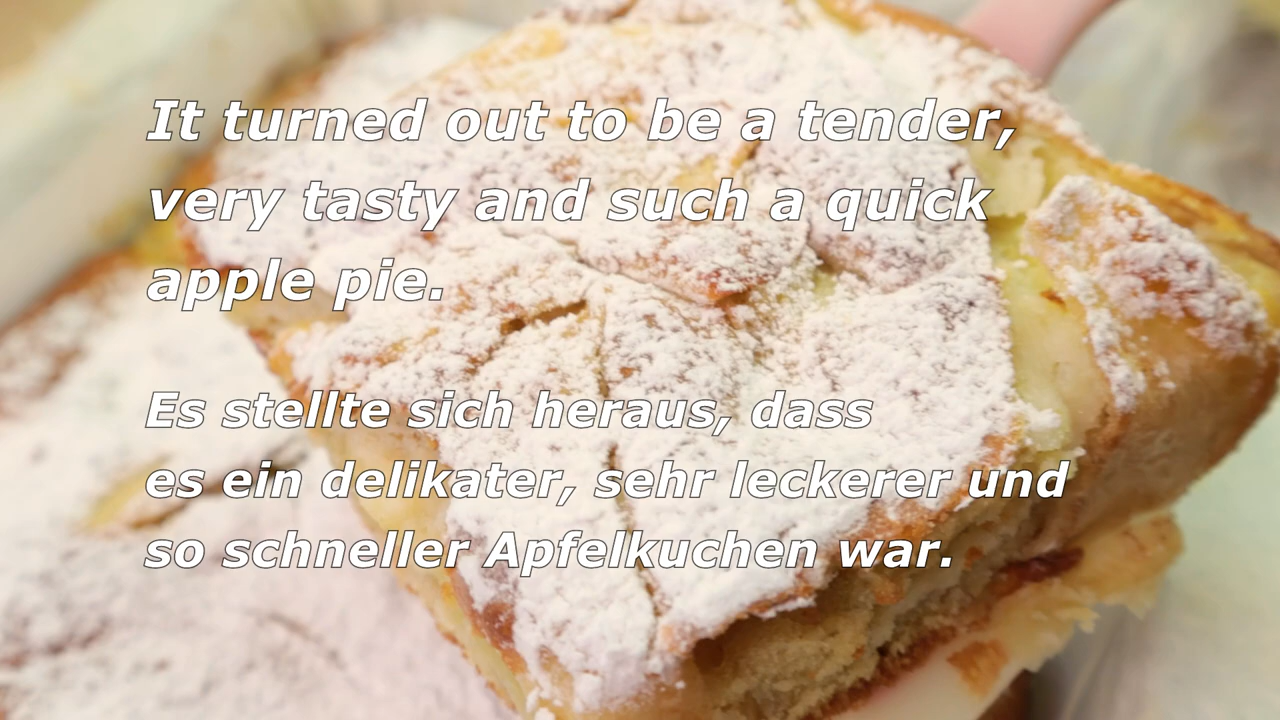 It turned out to be a tender,
very tasty and such a quick
apple pie.
Es stellte sich heraus, dass
es ein delikater, sehr leckerer und
so schneller Apfelkuchen war.